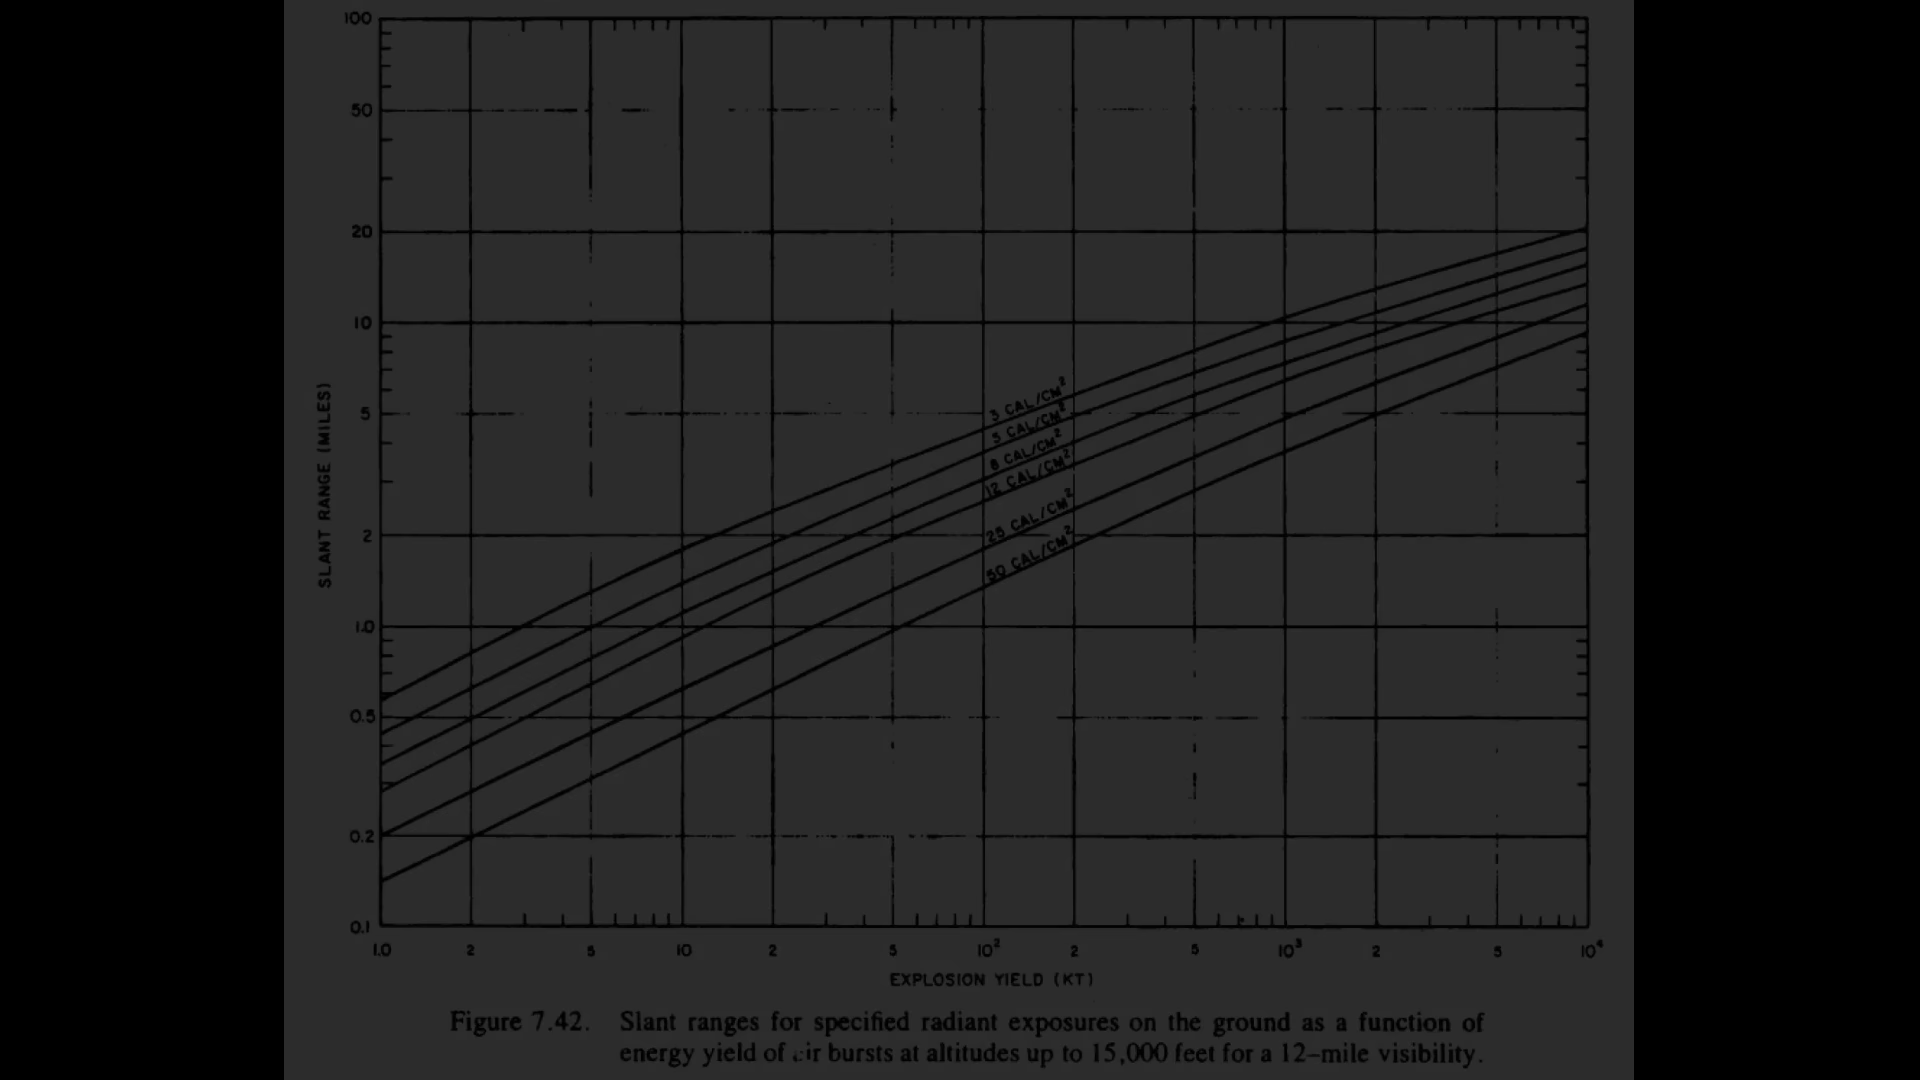 100
50
20
10
5
2
1.0
0.5
0.2
0.1
SLANT RANGE (MILES)
3 CAL/CM²
5 CAL/CM²
8 CAL/CM²
12 CAL/CM²
25 CAL/CM²
50 CAL/CM²
1.0 2 5 10 2 5 10² 2 5 10³ 2 5 10⁴
EXPLOSION YIELD (KT)
Figure 7.42. Slant ranges for specified radiant exposures on the ground as a function of
energy yield of air bursts at altitudes up to 15,000 feet for a 12-mile visibility.